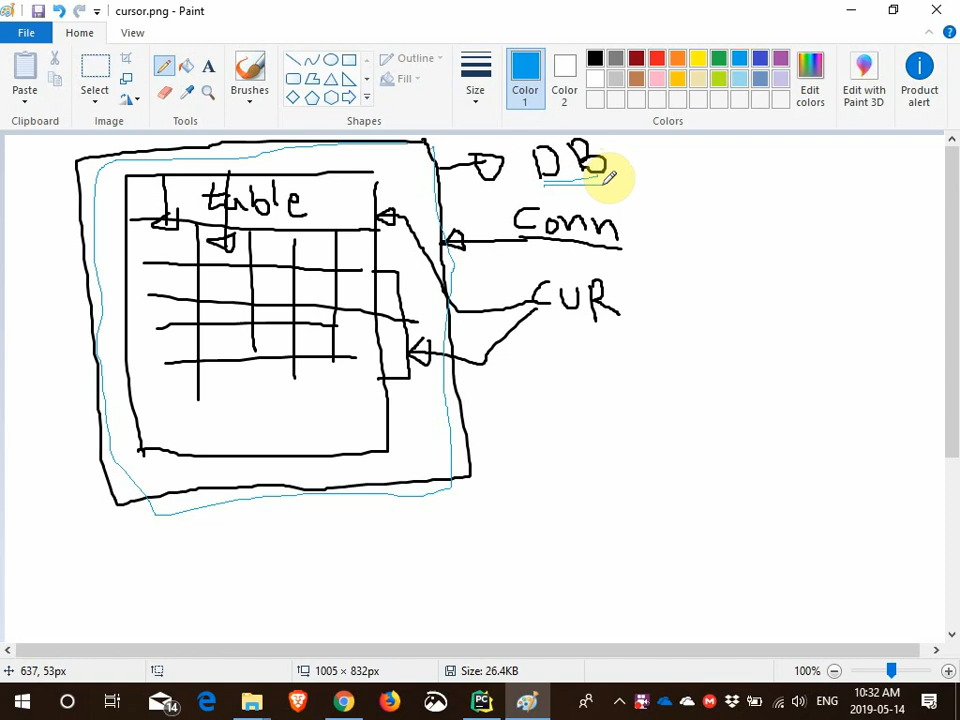 cursor.png - Paint
File
Home
View
Paste
Select
Brushes
Size
Outline
Fill
Color 1
Color 2
Edit colors
Edit with Paint 3D
Product alert
Clipboard
Image
Tools
Shapes
Colors
DB
table
Conn
CUR
637, 53px
1005 × 832px
Size: 26.4KB
100%
14
ENG
10:32 AM
2019-05-14